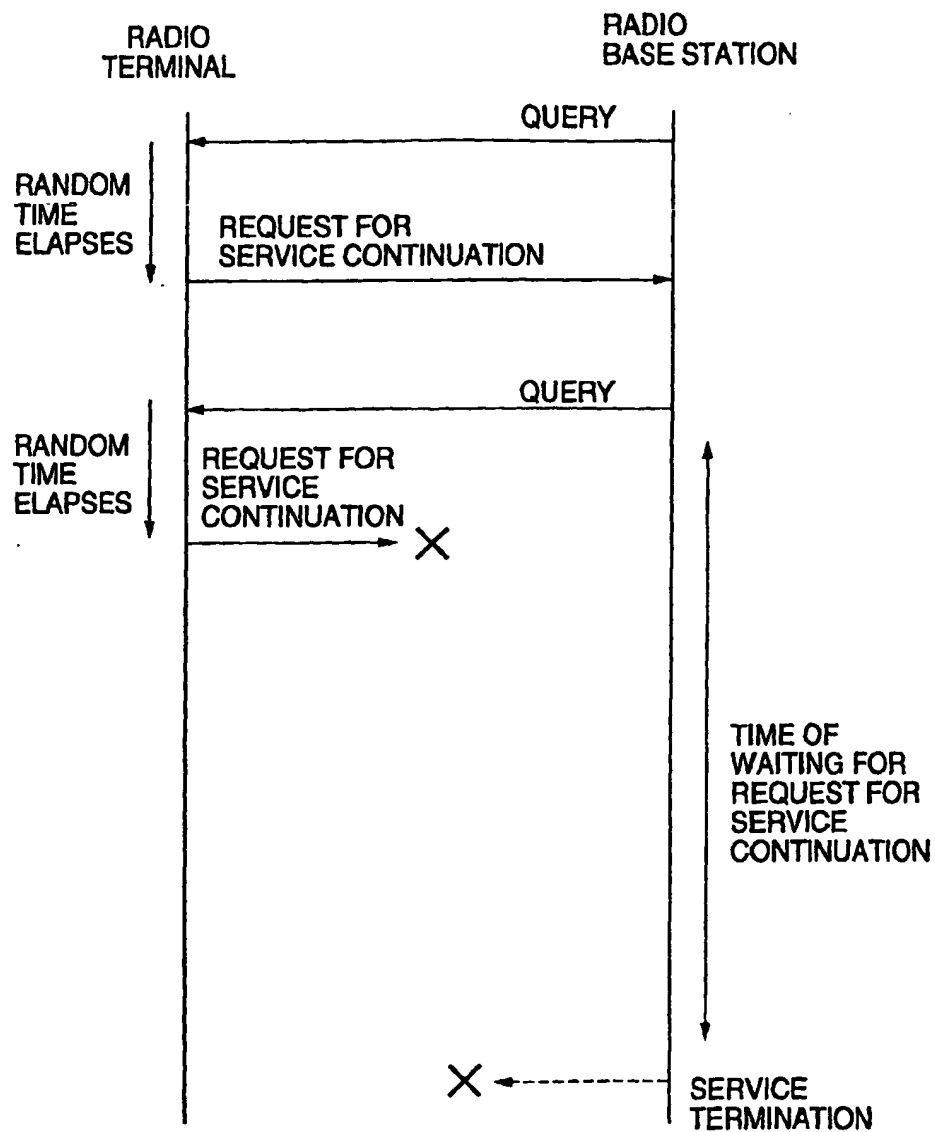 RADIO
TERMINAL
RADIO
BASE STATION
QUERY
RANDOM
TIME
ELAPSES
REQUEST FOR
SERVICE CONTINUATION
QUERY
RANDOM
TIME
ELAPSES
REQUEST FOR
SERVICE
CONTINUATION
TIME OF
WAITING FOR
REQUEST FOR
SERVICE
CONTINUATION
SERVICE
TERMINATION